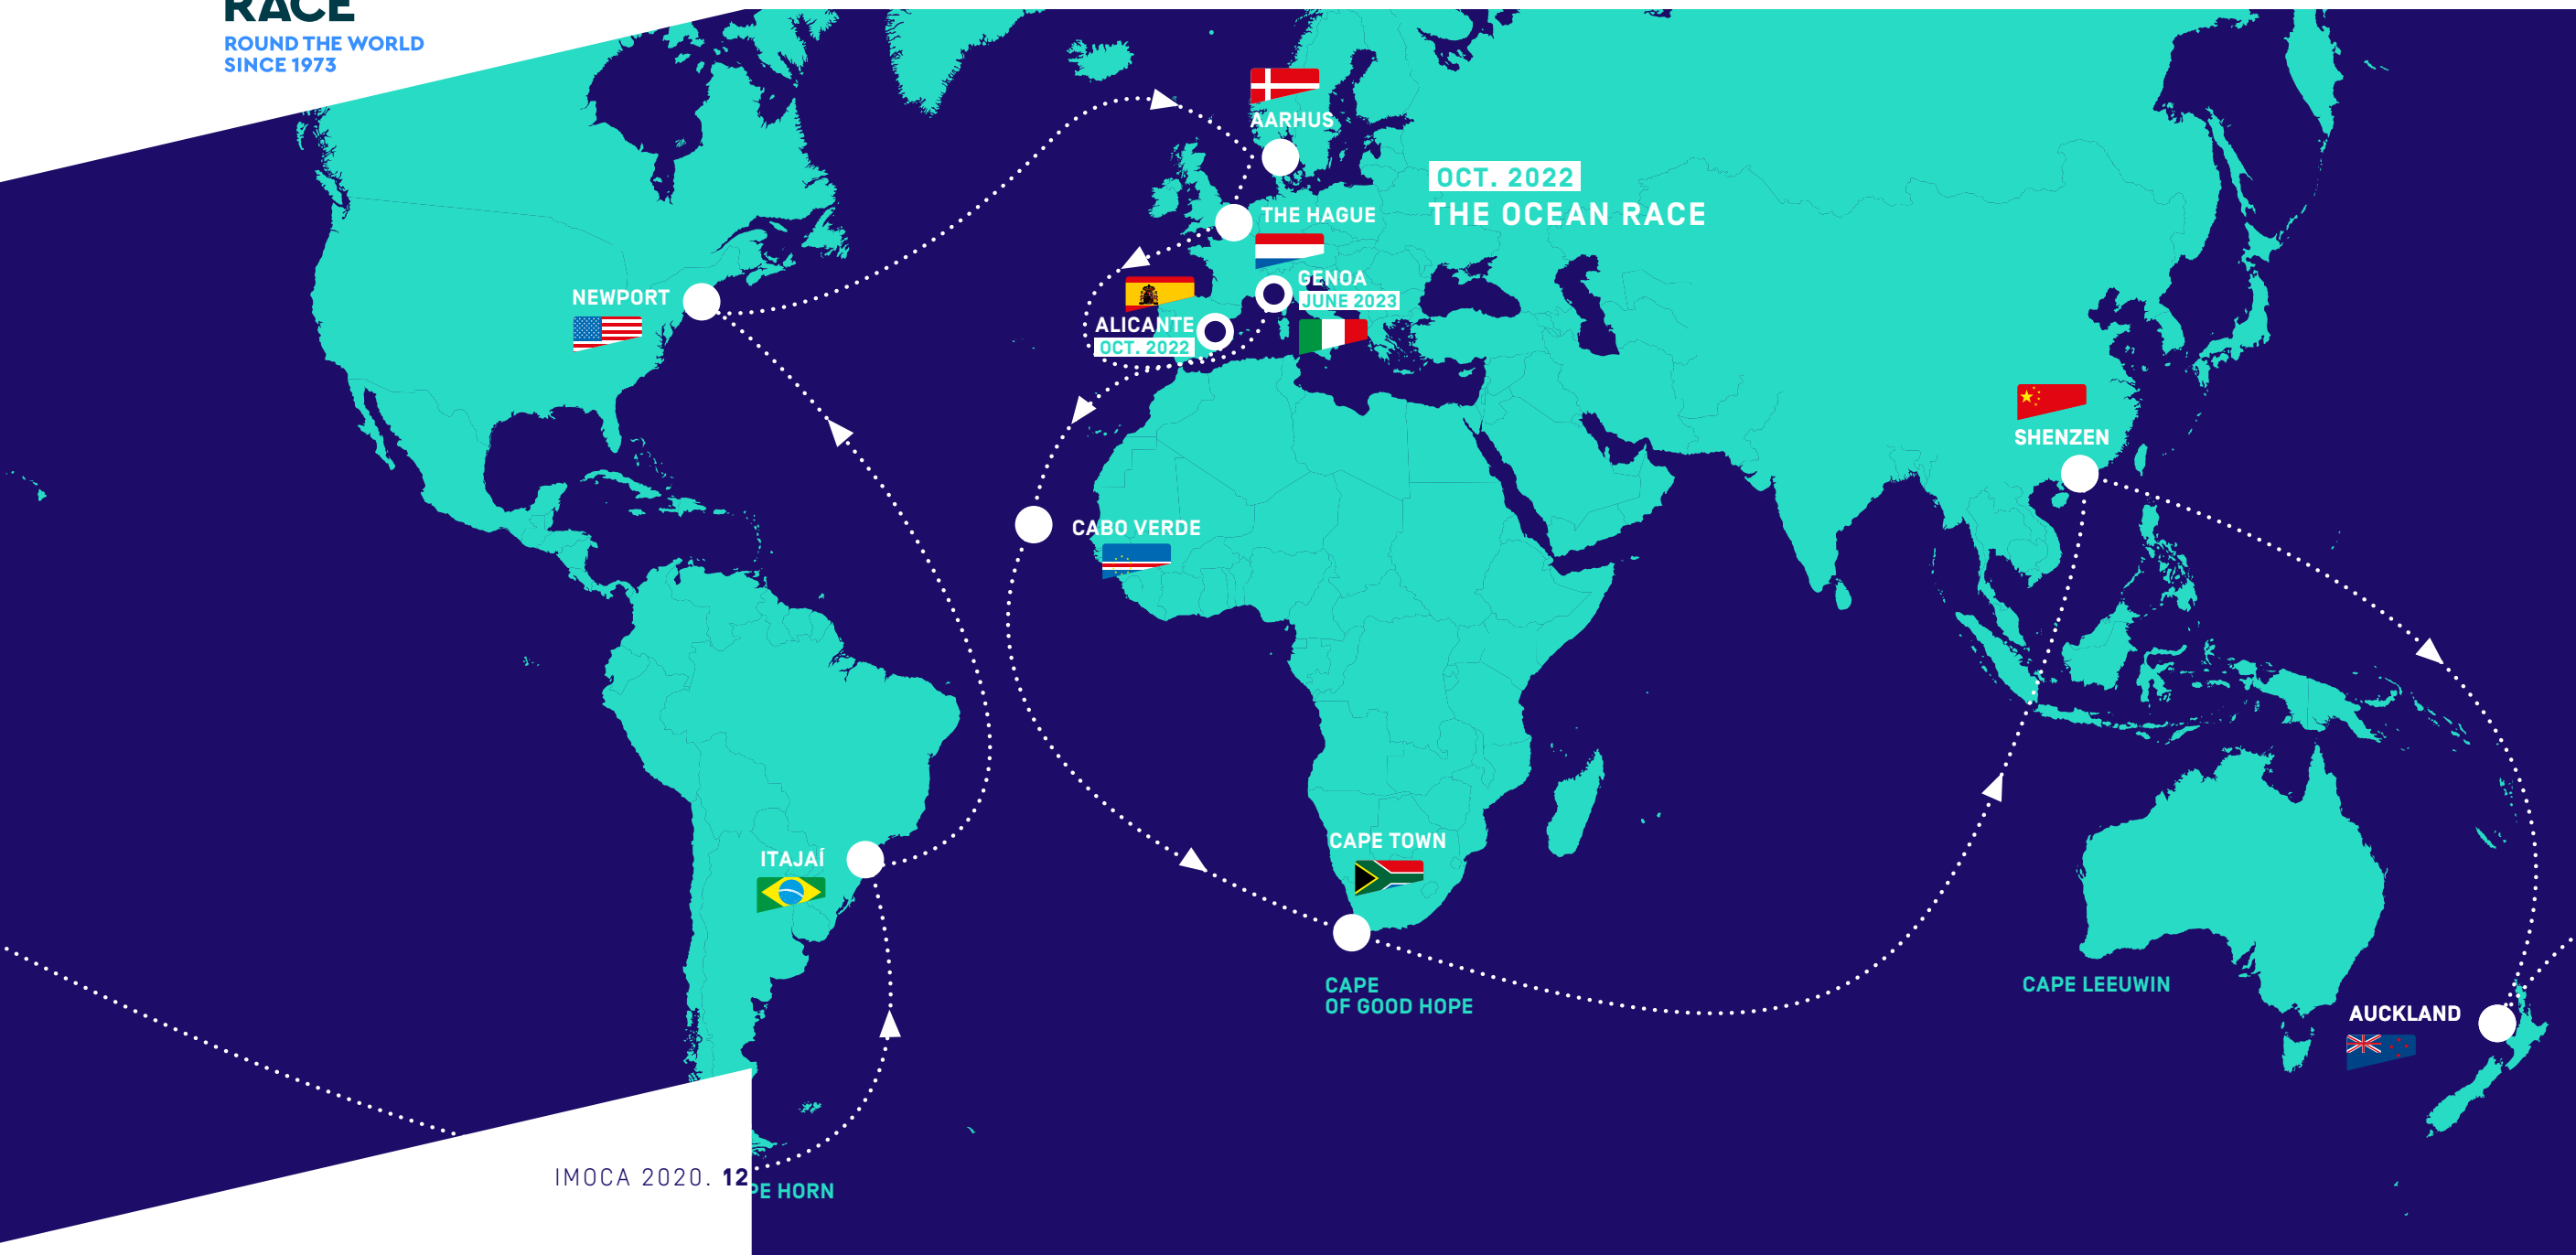 RACE
ROUND THE WORLD
SINCE 1973
AARHUS
OCT. 2022
THE OCEAN RACE
THE HAGUE
GENOA
JUNE 2023
NEWPORT
ALICANTE
OCT. 2022
SHENZEN
CABO VERDE
CAPE TOWN
ITAJAÍ
CAPE
OF GOOD HOPE
CAPE LEEUWIN
AUCKLAND
IMOCA 2020. 12
PE HORN